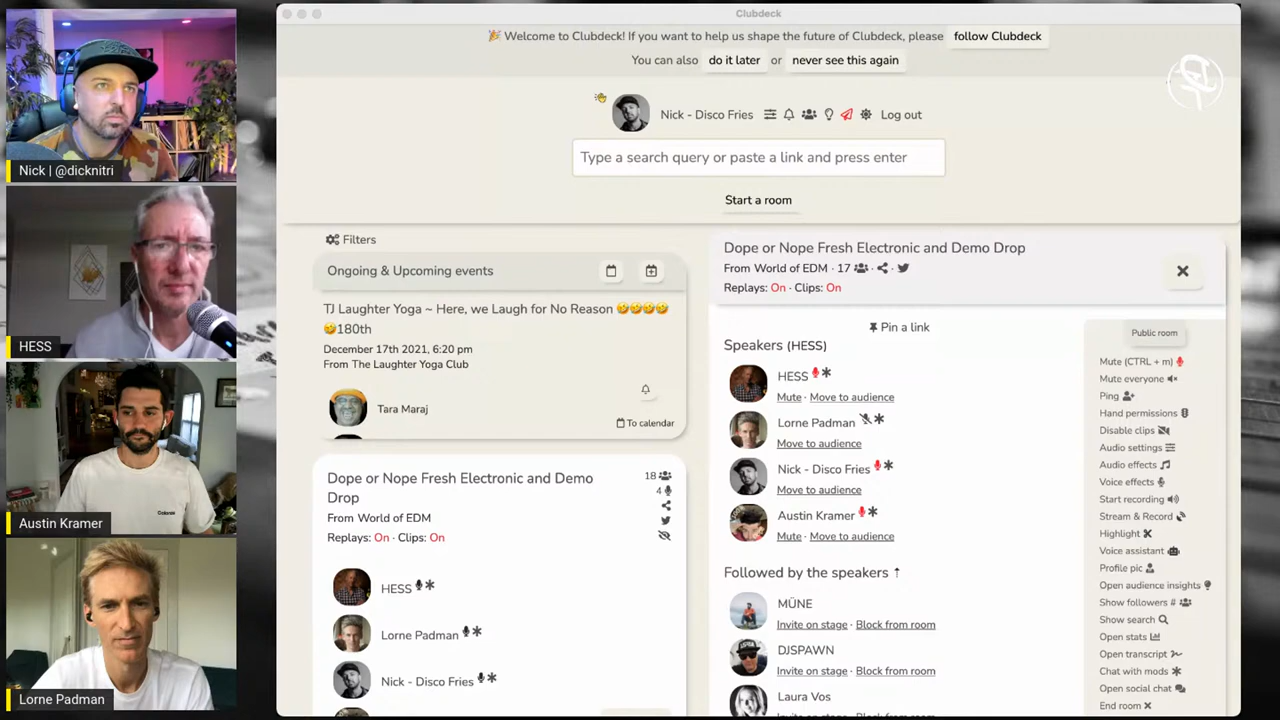 Nick | @dicknitri
HESS
Austin Kramer
Lorne Padman
Clubdeck
🎉 Welcome to Clubdeck! If you want to help us shape the future of Clubdeck, please follow Clubdeck
You can also do it later or never see this again
Nick - Disco Fries Log out
Type a search query or paste a link and press enter
Start a room
Filters
Ongoing & Upcoming events
TJ Laughter Yoga ~ Here, we Laugh for No Reason 🤣🤣🤣🤣
🤣180th
December 17th 2021, 6:20 pm
From The Laughter Yoga Club
Tara Maraj
To calendar
Dope or Nope Fresh Electronic and Demo
Drop
From World of EDM
Replays: On · Clips: On
18
4
HESS
Lorne Padman
Nick - Disco Fries
Dope or Nope Fresh Electronic and Demo Drop
From World of EDM · 17
Replays: On · Clips: On
Pin a link
Speakers (HESS)
HESS
Mute · Move to audience
Lorne Padman
Move to audience
Nick - Disco Fries
Move to audience
Austin Kramer
Mute · Move to audience
Followed by the speakers ↑
MÜNE
Invite on stage · Block from room
DJSPAWN
Invite on stage · Block from room
Laura Vos
Invite on stage · Block from room
Public room
Mute (CTRL + m)
Mute everyone
Ping
Hand permissions
Disable clips
Audio settings
Audio effects
Voice effects
Start recording
Stream & Record
Highlight
Voice assistant
Profile pic
Open audience insights
Show followers #
Show search
Open stats
Open transcript
Chat with mods
Open social chat
End room